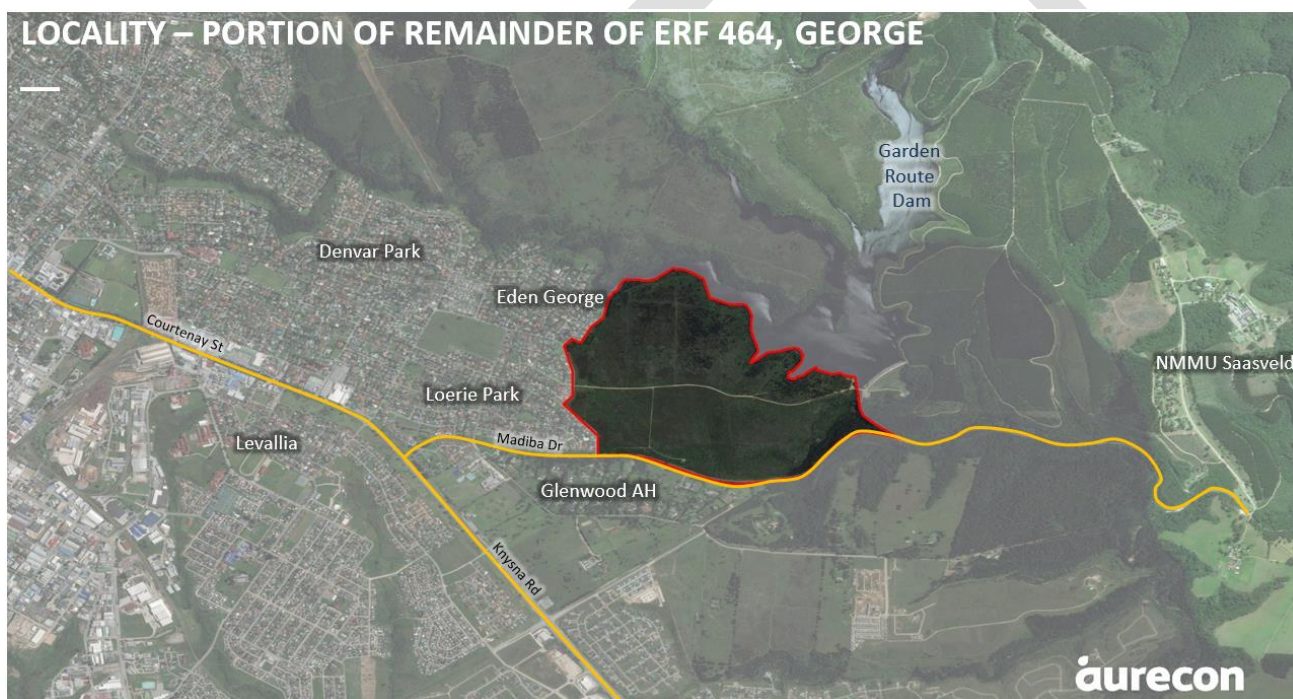 LOCALITY – PORTION OF REMAINDER OF ERF 464, GEORGE
Garden
Route
Dam
Denvar Park
Eden George
Courtenay St
NMMU Saasveld
Loerie Park
Madiba Dr
Levallia
Glenwood AH
Knysna Rd
aurecon